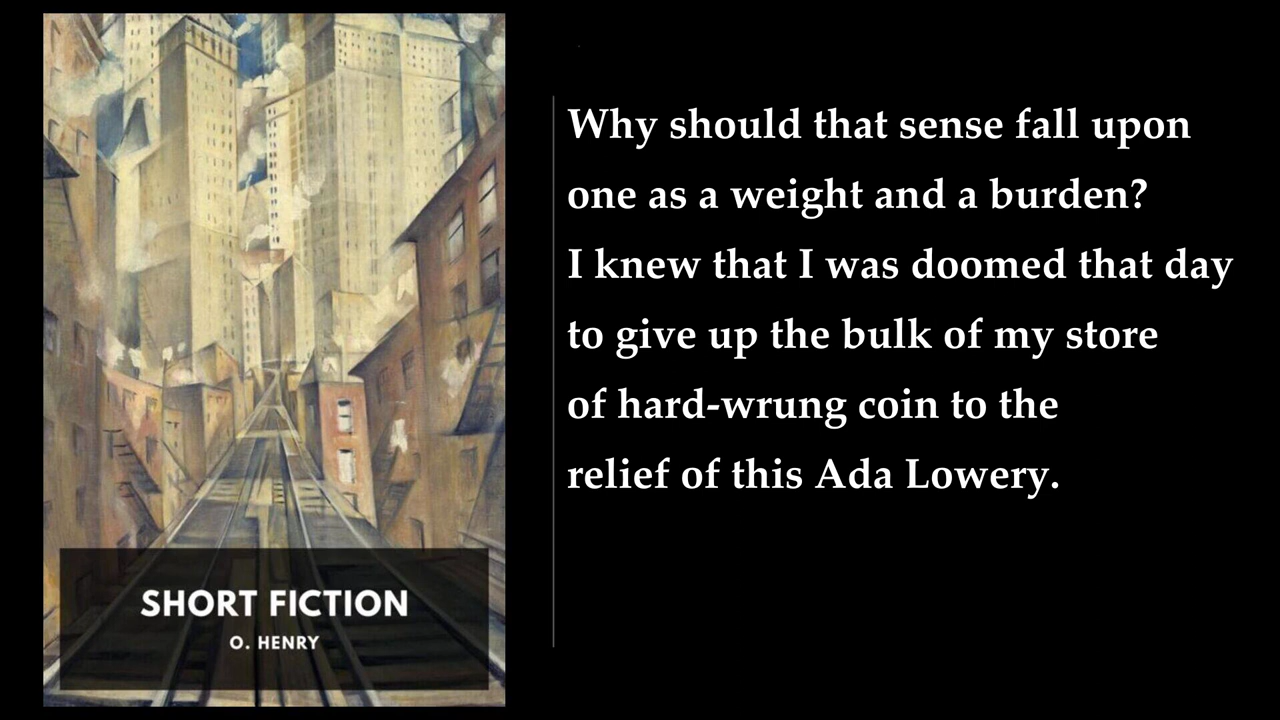 Why should that sense fall upon
one as a weight and a burden?
I knew that I was doomed that day
to give up the bulk of my store
of hard-wrung coin to the
relief of this Ada Lowery.
SHORT FICTION
O. HENRY